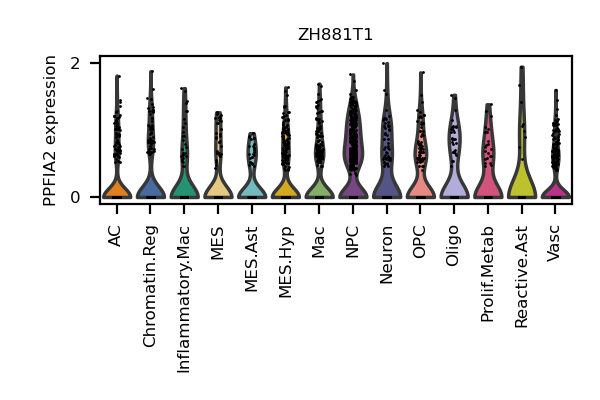 ZH881T1
PPFIA2 expression
2
0
AC
Chromatin.Reg
Inflammatory.Mac
MES
MES.Ast
MES.Hyp
Mac
NPC
Neuron
OPC
Oligo
Prolif.Metab
Reactive.Ast
Vasc